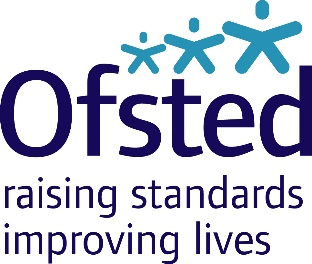 Ofsted
raising standards
improving lives